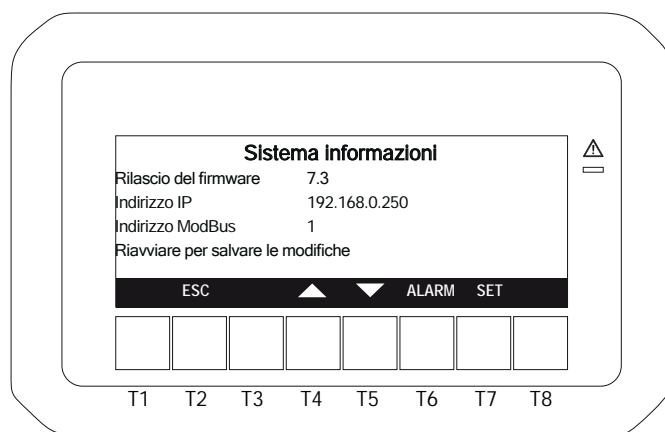 Sistema informazioni
Rilascio del firmware 7.3
Indirizzo IP 192.168.0.250
Indirizzo ModBus 1
Riavviare per salvare le modifiche
ESC ALARM SET
T1 T2 T3 T4 T5 T6 T7 T8